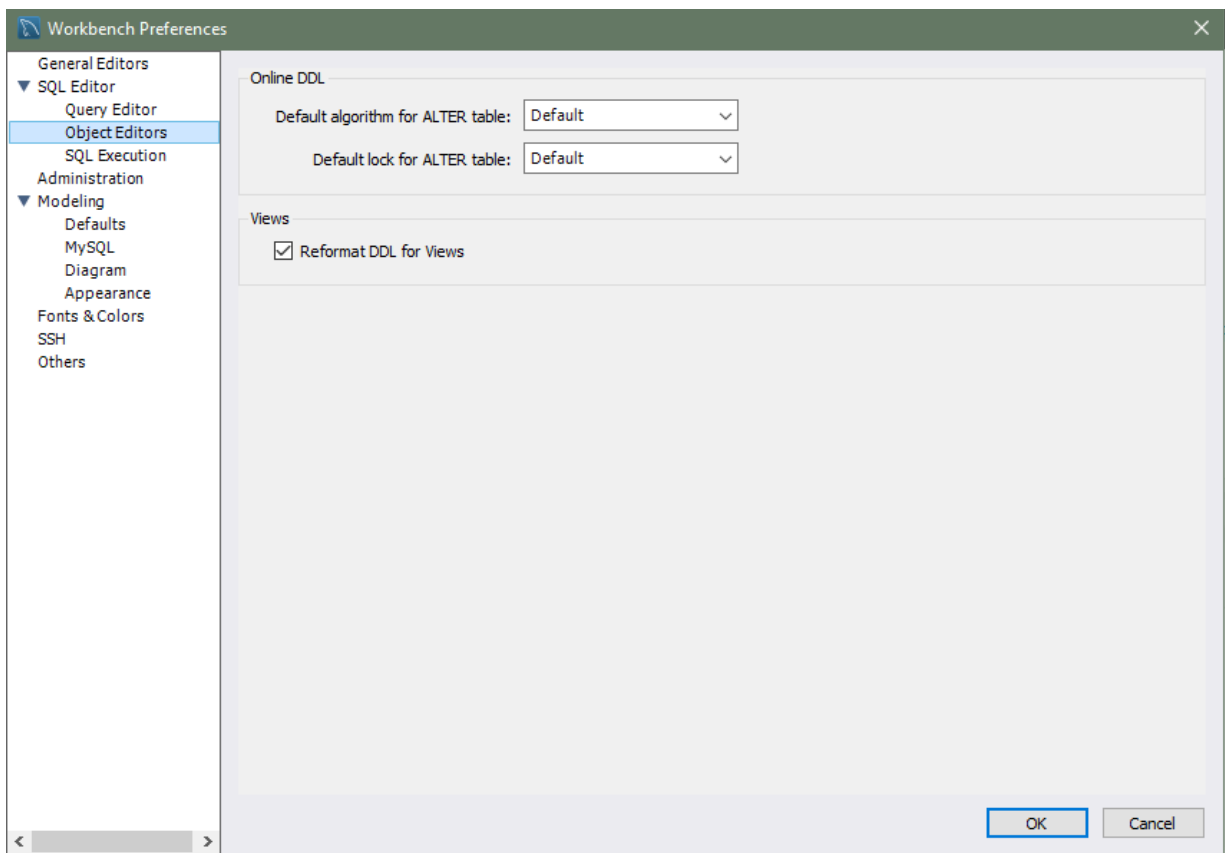 Workbench Preferences
General Editors
SQL Editor
Query Editor
Object Editors
SQL Execution
Administration
Modeling
Defaults
MySQL
Diagram
Appearance
Fonts & Colors
SSH
Others
Online DDL
Default algorithm for ALTER table: Default
Default lock for ALTER table: Default
Views
Reformat DDL for Views
OK Cancel